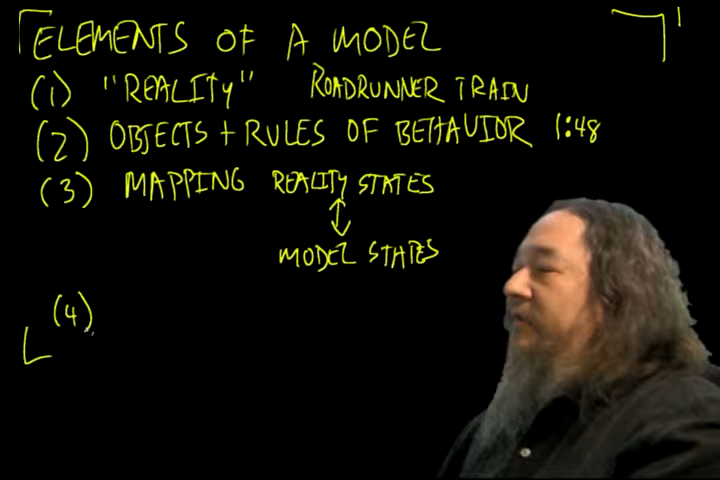 ELEMENTS OF A MODEL 1
(1) "REALITY" ROADRUNNER TRAIN
(2) OBJECTS + RULES OF BEHAVIOR 1:48
(3) MAPPING REALITY STATES
↕
MODEL STATES
(4)